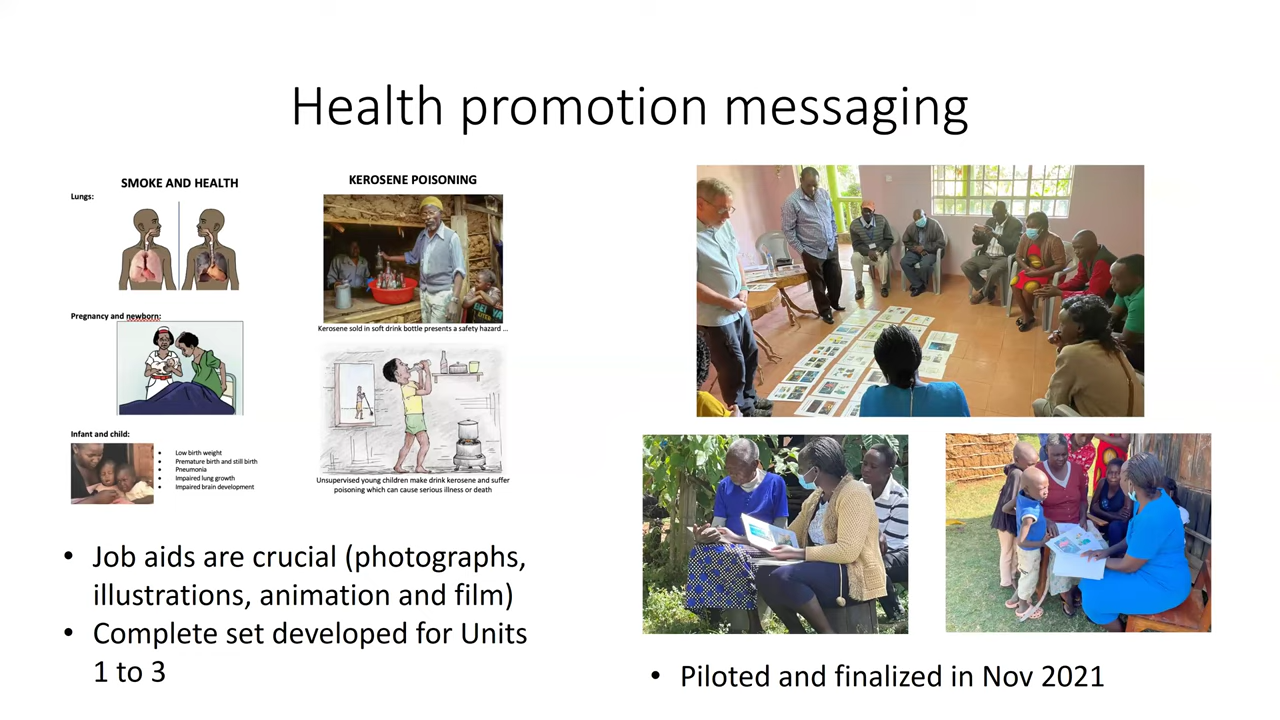 Health promotion messaging
SMOKE AND HEALTH
Lungs:
Pregnancy and newborn:
Infant and child:
• Low birth weight
• Premature birth and still birth
• Pneumonia
• Impaired lung growth
• Impaired brain development
KEROSENE POISONING
Kerosene sold in soft drink bottle presents a safety hazard ...
Unsupervised young children make drink kerosene and suffer
poisoning which can cause serious illness or death
• Job aids are crucial (photographs,
illustrations, animation and film)
• Complete set developed for Units
1 to 3
• Piloted and finalized in Nov 2021